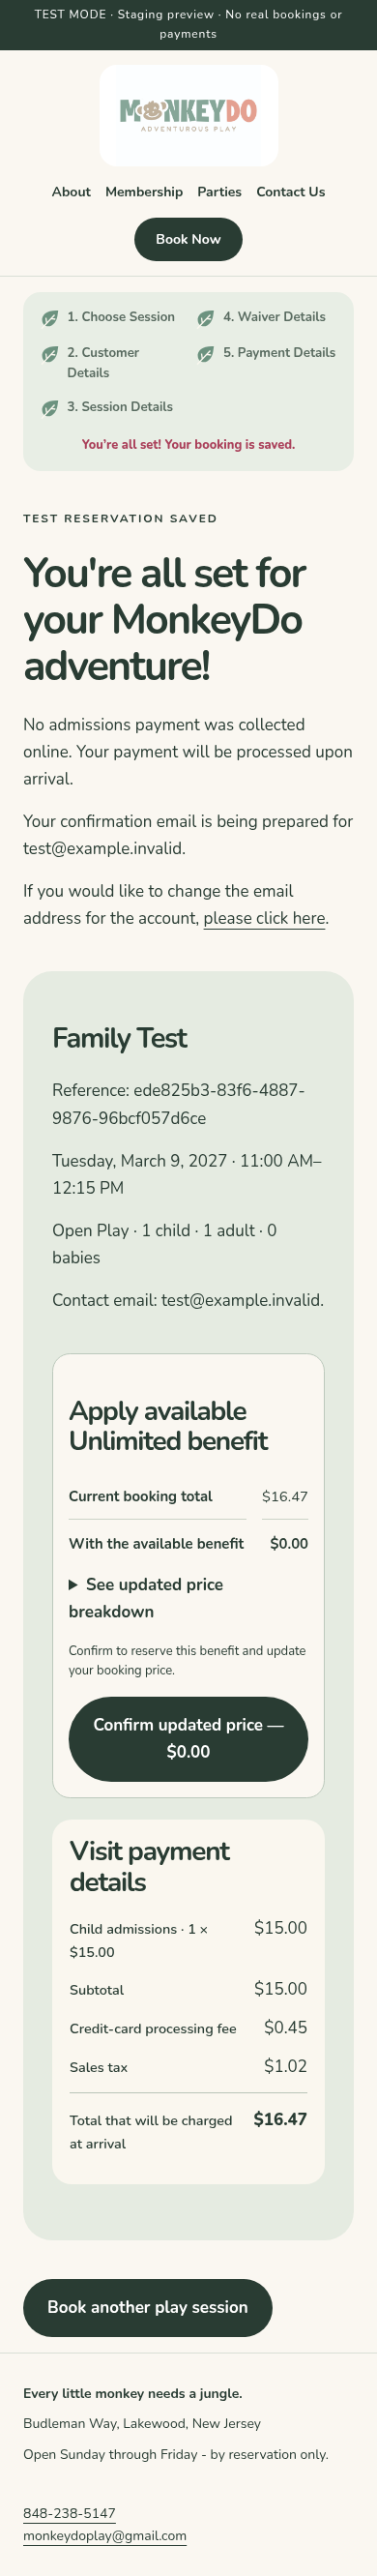 TEST MODE · Staging preview · No real bookings or
payments
MONKEYDO
ADVENTUROUS PLAY
About Membership Parties Contact Us
Book Now
1. Choose Session
2. Customer
Details
3. Session Details
4. Waiver Details
5. Payment Details
You're all set! Your booking is saved.
TEST RESERVATION SAVED
You're all set for
your MonkeyDo
adventure!
No admissions payment was collected
online. Your payment will be processed upon
arrival.
Your confirmation email is being prepared for
test@example.invalid.
If you would like to change the email
address for the account, please click here.
Family Test
Reference: ede825b3-83f6-4887-
9876-96bcf057d6ce
Tuesday, March 9, 2027 · 11:00 AM–
12:15 PM
Open Play · 1 child · 1 adult · 0
babies
Contact email: test@example.invalid.
Apply available
Unlimited benefit
Current booking total $16.47
With the available benefit $0.00
▶ See updated price
breakdown
Confirm to reserve this benefit and update
your booking price.
Confirm updated price —
$0.00
Visit payment
details
Child admissions · 1 × $15.00
$15.00
Subtotal $15.00
Credit-card processing fee $0.45
Sales tax $1.02
Total that will be charged $16.47
at arrival
Book another play session
Every little monkey needs a jungle.
Budleman Way, Lakewood, New Jersey
Open Sunday through Friday - by reservation only.
848-238-5147
monkeydoplay@gmail.com